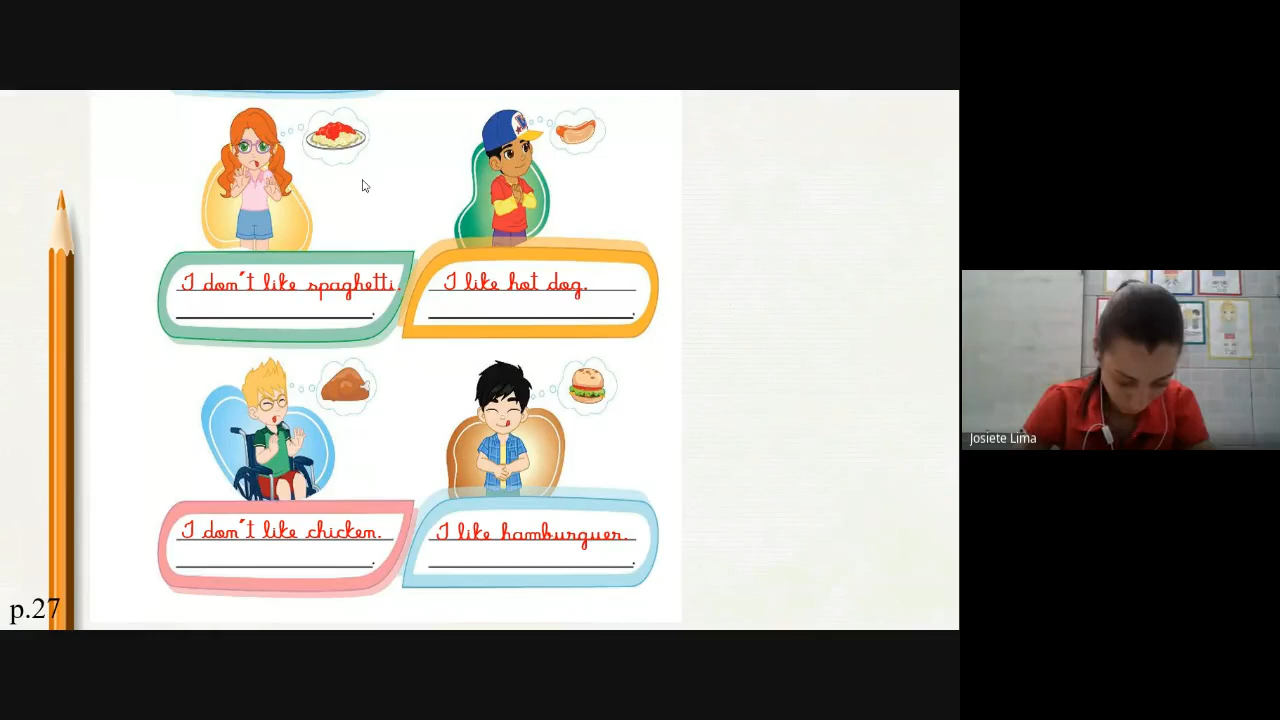 I don't like spaghetti.
I like hot dog.
I don't like chicken.
I like hamburguer.
p.27
Josiete Lima